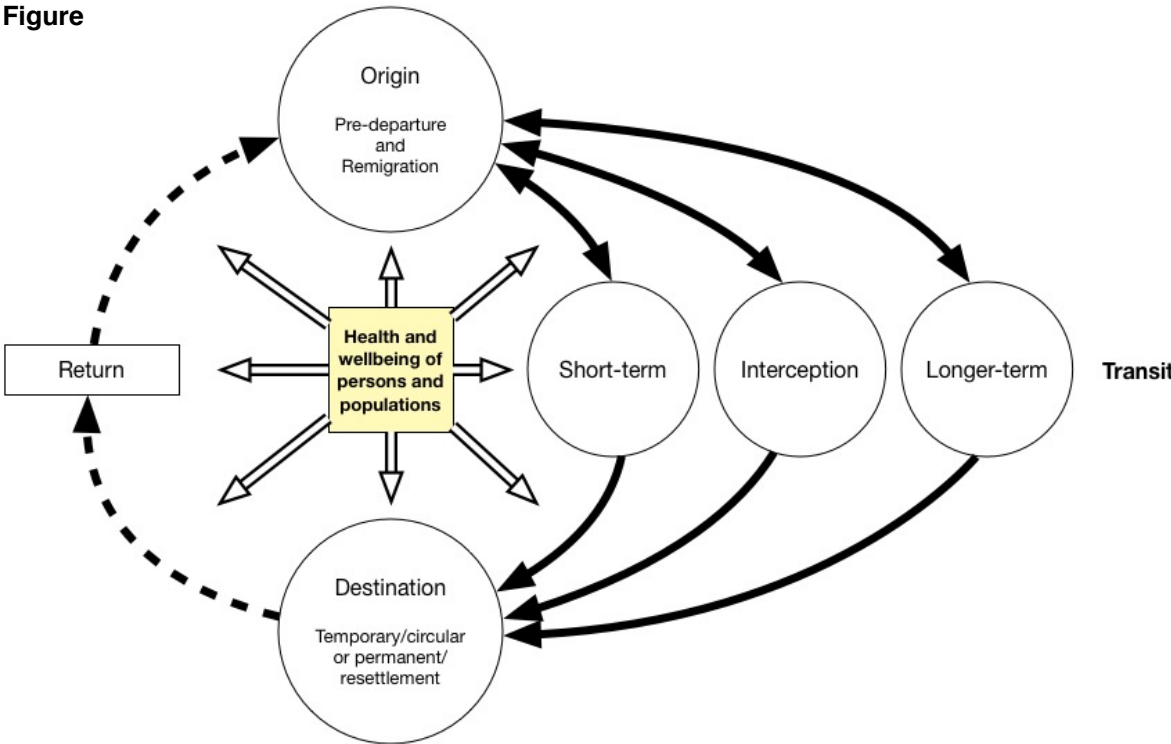 Figure
Origin
Pre-departure
and
Remigration
Return
Health and
wellbeing of
persons and
populations
Short-term
Interception
Longer-term
Transit
Destination
Temporary/circular
or permanent/
resettlement